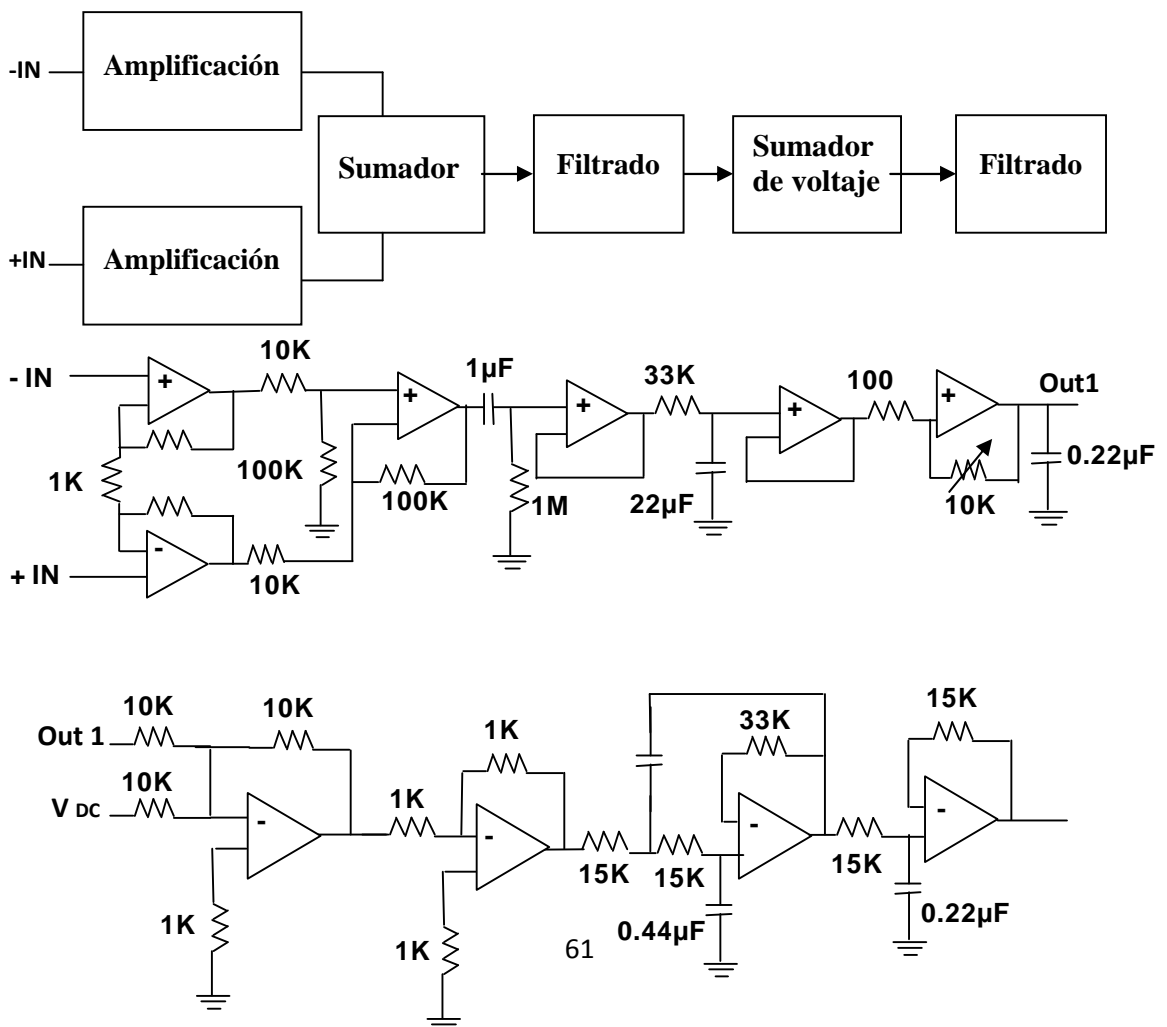 -IN
Amplificación
Sumador
Filtrado
Sumador
de voltaje
Filtrado
+IN
Amplificación
10K
1µF
33K
100
Out1
- IN
+
+
+
+
+
1K
100K
100K
1M
22µF
10K
0.22µF
-
+ IN
10K
10K
10K
1K
33K
15K
Out 1
10K
V DC
1K
-
-
-
-
15K
15K
15K
1K
1K
0.44µF
0.22µF
61